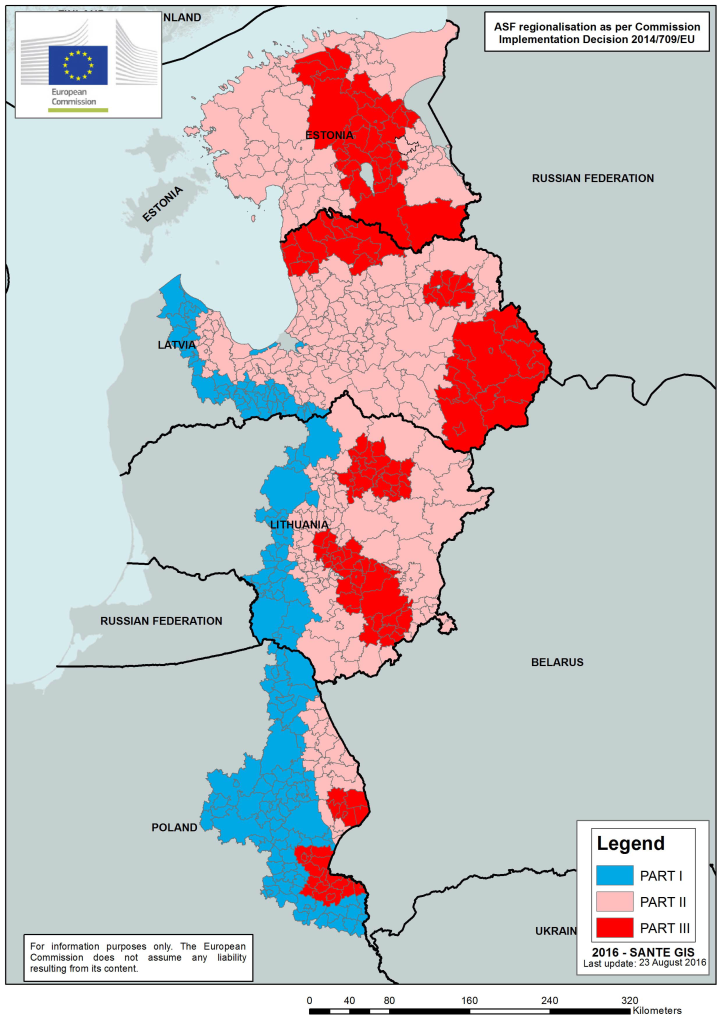 FINLAND
NLAND
ASF regionalisation as per Commission
Implementation Decision 2014/709/EU
European
Commission
ESTONIA
RUSSIAN FEDERATION
ESTONIA
LATVIA
LITHUANIA
RUSSIAN FEDERATION
BELARUS
POLAND
Legend
PART I
PART II
PART III
UKRAIN
2016 - SANTE GIS
Last update: 23 August 2016
For information purposes only. The European
Commission does not assume any liability
resulting from its content.
0 20 40 80 160 240 320
Kilometers